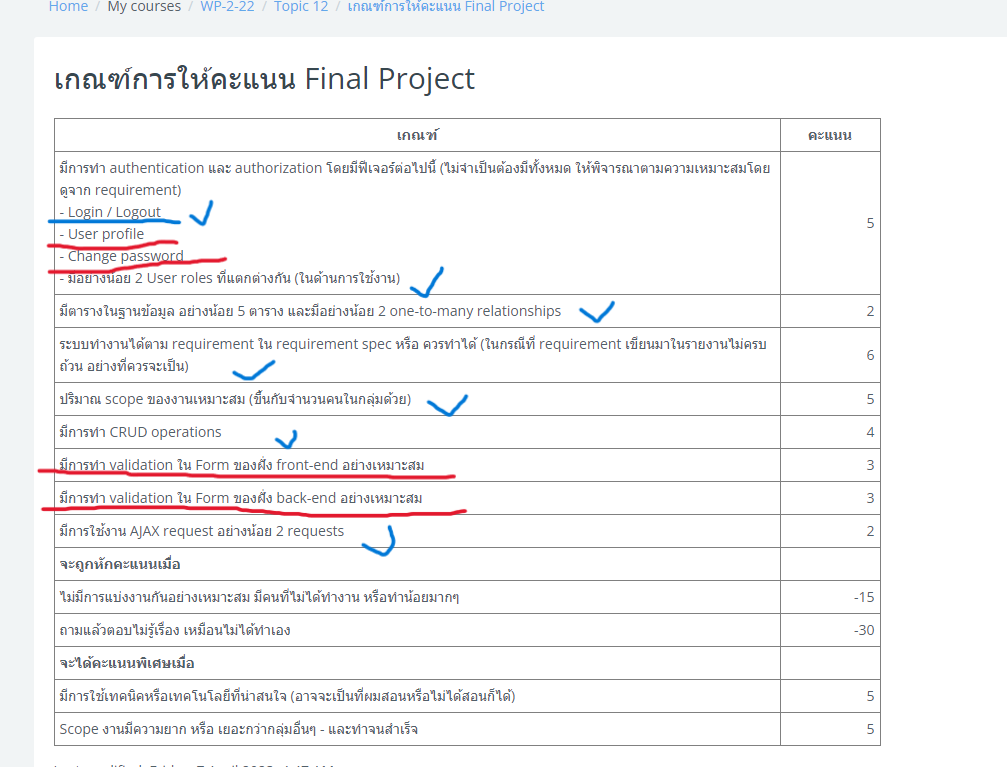 Home / My courses / WP-2-22 / Topic 12 / เกณฑ์การให้คะแนน Final Project
เกณฑ์การให้คะแนน Final Project
เกณฑ์ คะแนน
มีการทำ authentication และ authorization โดยมีฟีเจอร์ต่อไปนี้ (ไม่จำเป็นต้องมีทั้งหมด ให้พิจารณาตามความเหมาะสมโดย
ดูจาก requirement)
- Login / Logout
5
- User profile
- Change password
- มีอย่างน้อย 2 User roles ที่แตกต่างกัน (ในด้านการใช้งาน)
มีตารางในฐานข้อมูล อย่างน้อย 5 ตาราง และมีอย่างน้อย 2 one-to-many relationships 2
ระบบทำงานได้ตาม requirement ใน requirement spec หรือ ควรทำได้ (ในกรณีที่ requirement เขียนมาในรายงานไม่ครบ
ถ้วน อย่างที่ควรจะเป็น) 6
ปริมาณ scope ของงานเหมาะสม (ขึ้นกับจำนวนคนในกลุ่มด้วย) 5
มีการทำ CRUD operations 4
มีการทำ validation ใน Form ของฝั่ง front-end อย่างเหมาะสม 3
มีการทำ validation ใน Form ของฝั่ง back-end อย่างเหมาะสม 3
มีการใช้งาน AJAX request อย่างน้อย 2 requests 2
จะถูกหักคะแนนเมื่อ
ไม่มีการแบ่งงานกันอย่างเหมาะสม มีคนที่ไม่ได้ทำงาน หรือทำน้อยมากๆ -15
ถามแล้วตอบไม่รู้เรื่อง เหมือนไม่ได้ทำเอง -30
จะได้คะแนนพิเศษเมื่อ
มีการใช้เทคนิคหรือเทคโนโลยีที่น่าสนใจ (อาจจะเป็นที่ผมสอนหรือไม่ได้สอนก็ได้) 5
Scope งานมีความยาก หรือ เยอะกว่ากลุ่มอื่นๆ - และทำจนสำเร็จ 5